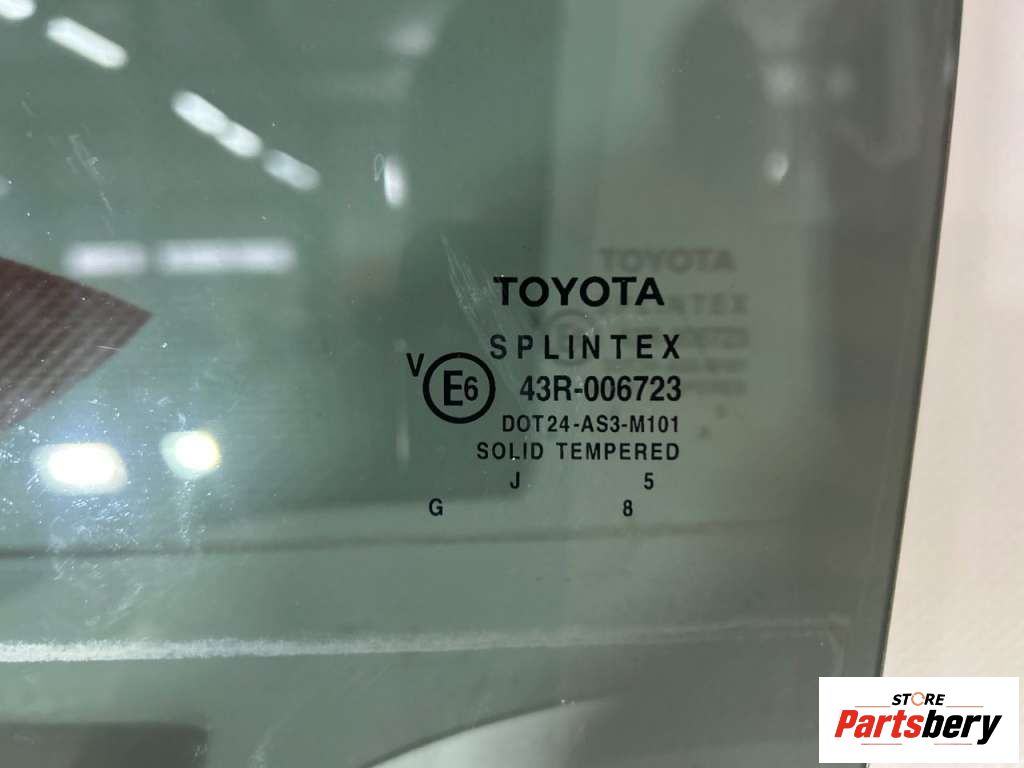 TOYOTA
SPLINTEX
V E6 43R-006723
DOT24-AS3-M101
SOLID TEMPERED
J 5
G 8
STORE
Partsbery